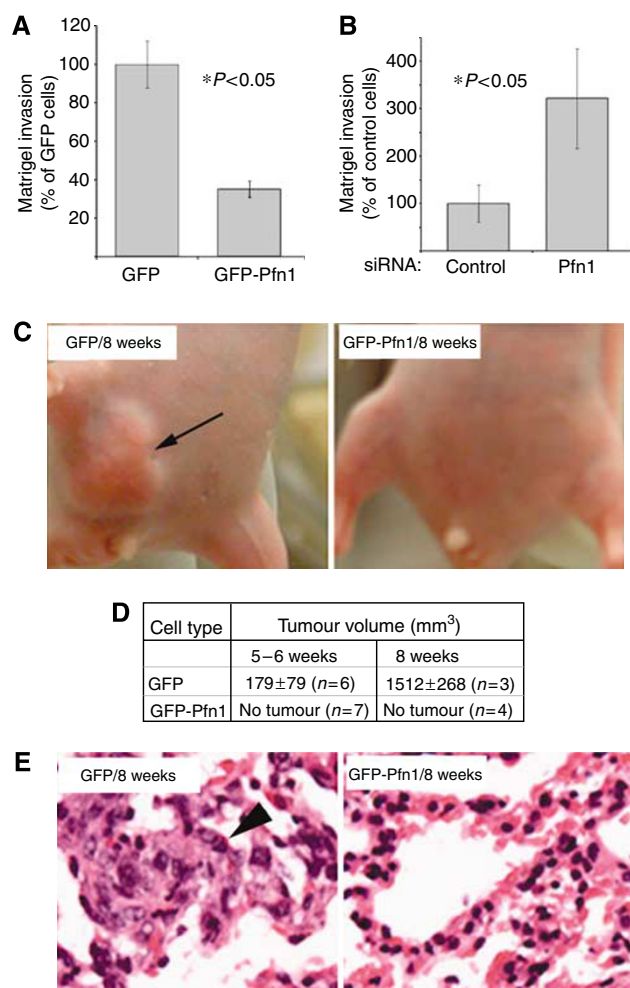 A
Matrigel invasion
(% of GFP cells)
120
100
80
60
40
20
*P<0.05
GFP
GFP-Pfn1
B
Matrigel invasion
(% of control cells)
400
300
200
100
*P<0.05
siRNA:
Control
Pfn1
C
GFP/8 weeks
GFP-Pfn1/8 weeks
D
Cell type
Tumour volume (mm³)
5–6 weeks
8 weeks
GFP
179±79 (n=6)
1512±268 (n=3)
GFP-Pfn1
No tumour (n=7)
No tumour (n=4)
E
GFP/8 weeks
GFP-Pfn1/8 weeks